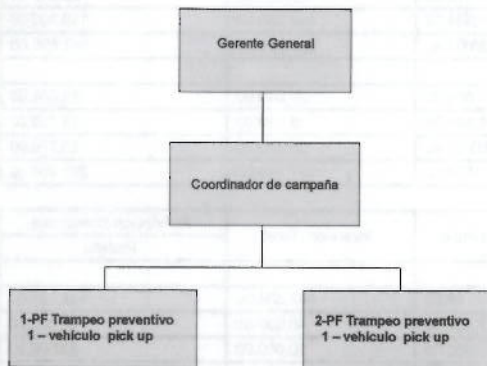 Gerente General
Coordinador de campaña
1-PF Trampeo preventivo
1 – vehículo pick up
2-PF Trampeo preventivo
1 – vehículo pick up